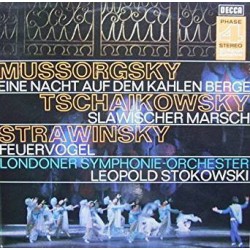 DECCA
PHASE
4
STEREO
MUSSORGSKY
EINE NACHT AUF DEM KAHLEN BERGE
TSCHAIKOWSKY
SLAWISCHER MARSCH
STRAWINSKY
FEUERVOGEL
LONDONER SYMPHONIE-ORCHESTER
LEOPOLD STOKOWSKI